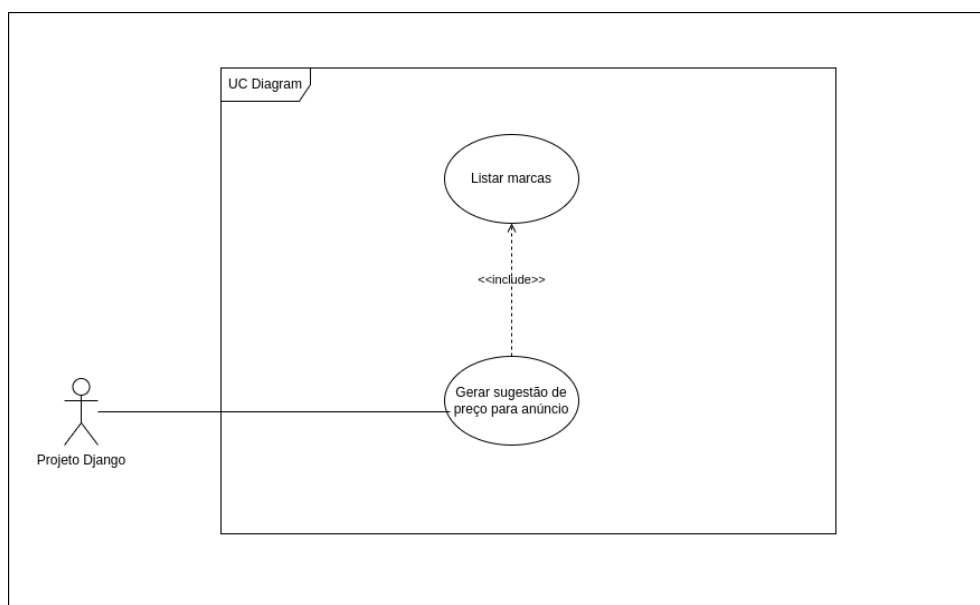 UC Diagram
Listar marcas
<<include>>
Gerar sugestão de
preço para anúncio
Projeto Django